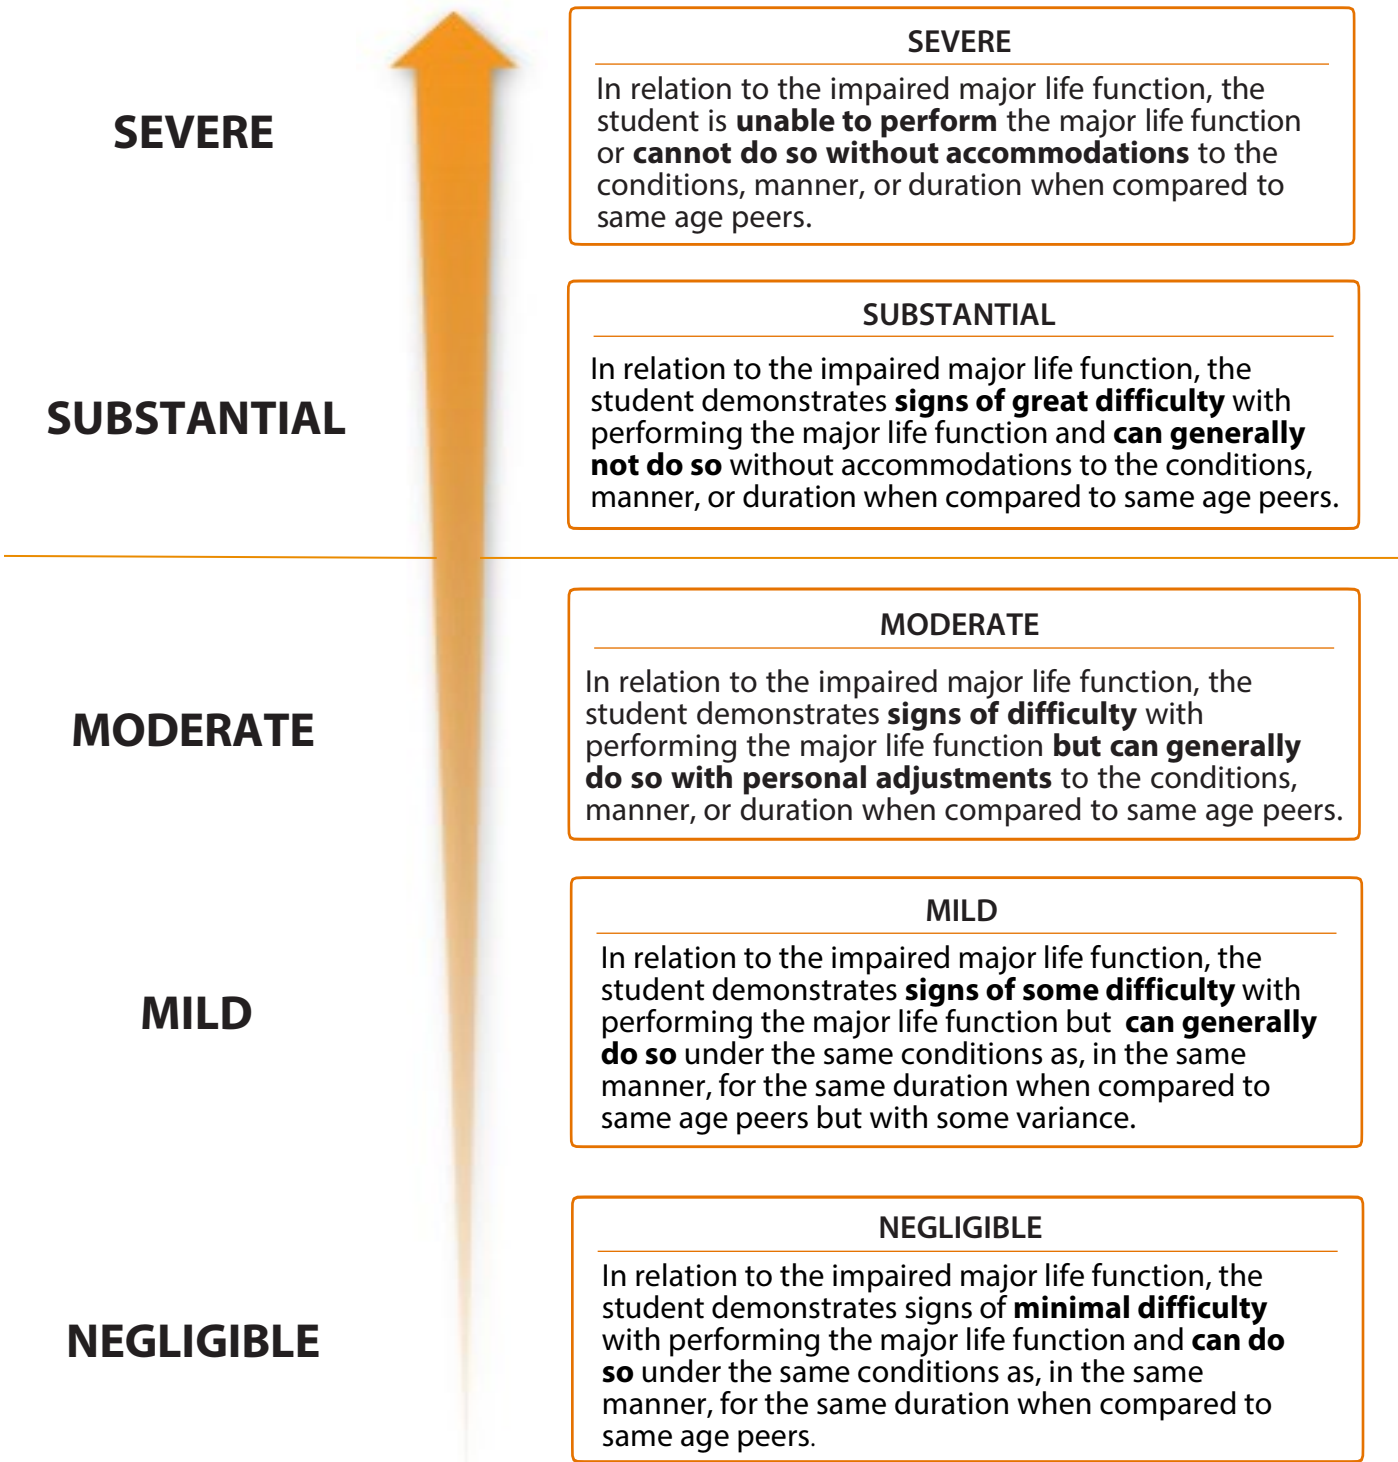 SEVERE
SEVERE
In relation to the impaired major life function, the
student is unable to perform the major life function
or cannot do so without accommodations to the
conditions, manner, or duration when compared to
same age peers.
SUBSTANTIAL
SUBSTANTIAL
In relation to the impaired major life function, the
student demonstrates signs of great difficulty with
performing the major life function and can generally
not do so without accommodations to the conditions,
manner, or duration when compared to same age peers.
MODERATE
MODERATE
In relation to the impaired major life function, the
student demonstrates signs of difficulty with
performing the major life function but can generally
do so with personal adjustments to the conditions,
manner, or duration when compared to same age peers.
MILD
MILD
In relation to the impaired major life function, the
student demonstrates signs of some difficulty with
performing the major life function but can generally
do so under the same conditions as, in the same
manner, for the same duration when compared to
same age peers but with some variance.
NEGLIGIBLE
NEGLIGIBLE
In relation to the impaired major life function, the
student demonstrates signs of minimal difficulty
with performing the major life function and can do
so under the same conditions as, in the same
manner, for the same duration when compared to
same age peers.